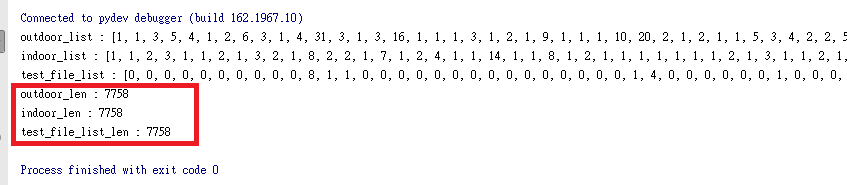 Connected to pydev debugger (build 162.1967.10)
outdoor_list : [1, 1, 3, 5, 4, 1, 2, 6, 3, 1, 4, 31, 3, 1, 3, 16, 1, 1, 1, 3, 1, 2, 1, 9, 1, 1, 1, 10, 20, 2, 1, 2, 1, 1, 5, 3, 4, 2, 2, 5
indoor_list : [1, 1, 2, 3, 1, 1, 2, 1, 3, 2, 1, 8, 2, 2, 1, 7, 1, 2, 4, 1, 1, 14, 1, 1, 8, 1, 2, 1, 1, 1, 1, 1, 1, 1, 2, 1, 3, 1, 1, 2, 1,
test_file_list : [0, 0, 0, 0, 0, 0, 0, 0, 0, 8, 1, 1, 0, 0, 0, 0, 0, 0, 0, 0, 0, 0, 0, 0, 0, 1, 4, 0, 0, 0, 0, 0, 1, 0, 0, 0,
outdoor_len : 7758
indoor_len : 7758
test_file_list_len : 7758
Process finished with exit code 0